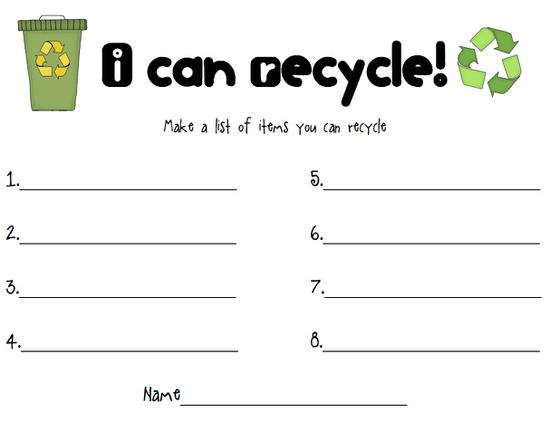 i can recycle!
Make a list of items you can recycle
1.
2.
3.
4.
5.
6.
7.
8.
Name